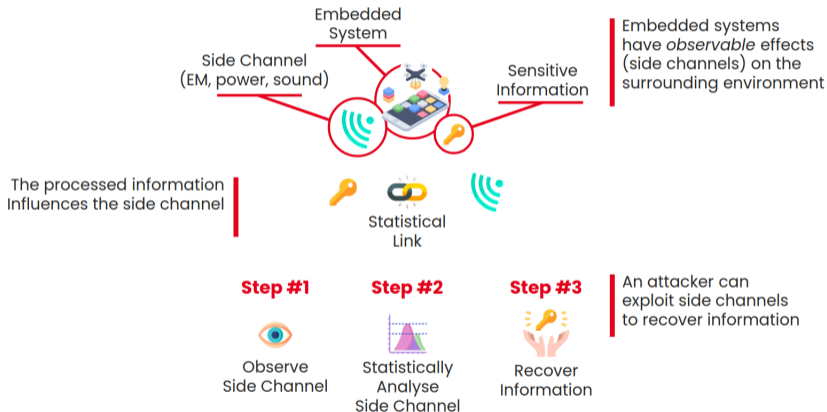 Embedded
System
Side Channel
(EM, power, sound)
Sensitive
Information
Embedded systems
have observable effects
(side channels) on the
surrounding environment
The processed information
Influences the side channel
Statistical
Link
Step #1
Step #2
Step #3
Observe
Side Channel
Statistically
Analyse
Side Channel
Recover
Information
An attacker can
exploit side channels
to recover information